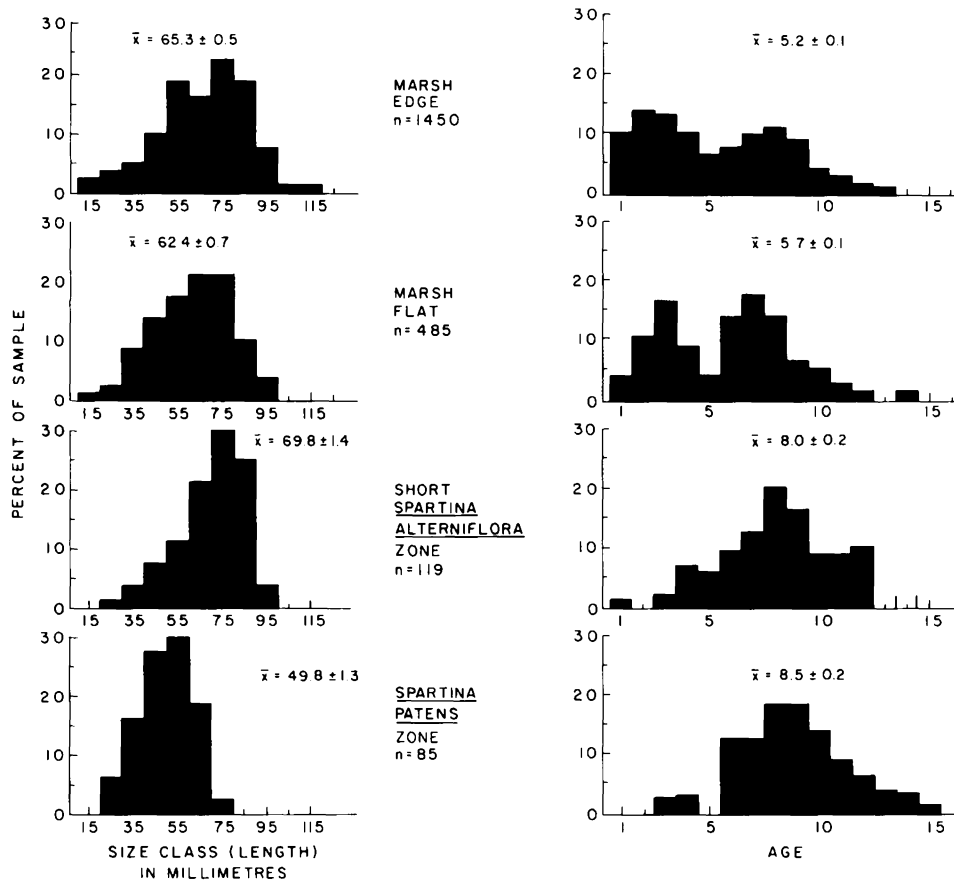 PERCENT OF SAMPLE
30
20
10
0
x̄ = 65.3 ± 0.5
15 35 55 75 95 115
MARSH
EDGE
n=1450
30
20
10
0
x̄ = 5.2 ± 0.1
1 5 10 15
30
20
10
0
x̄ = 62.4 ± 0.7
15 35 55 75 95 115
MARSH
FLAT
n=485
30
20
10
0
x̄ = 5.7 ± 0.1
1 5 10 15
30
20
10
0
x̄ = 69.8 ± 1.4
15 35 55 75 95 115
SHORT
SPARTINA
ALTERNIFLORA
ZONE
n=119
30
20
10
0
x̄ = 8.0 ± 0.2
1 5 10 15
30
20
10
0
x̄ = 49.8 ± 1.3
15 35 55 75 95 115
SPARTINA
PATENS
ZONE
n=85
30
20
10
0
x̄ = 8.5 ± 0.2
1 5 10 15
SIZE CLASS (LENGTH)
IN MILLIMETRES
AGE